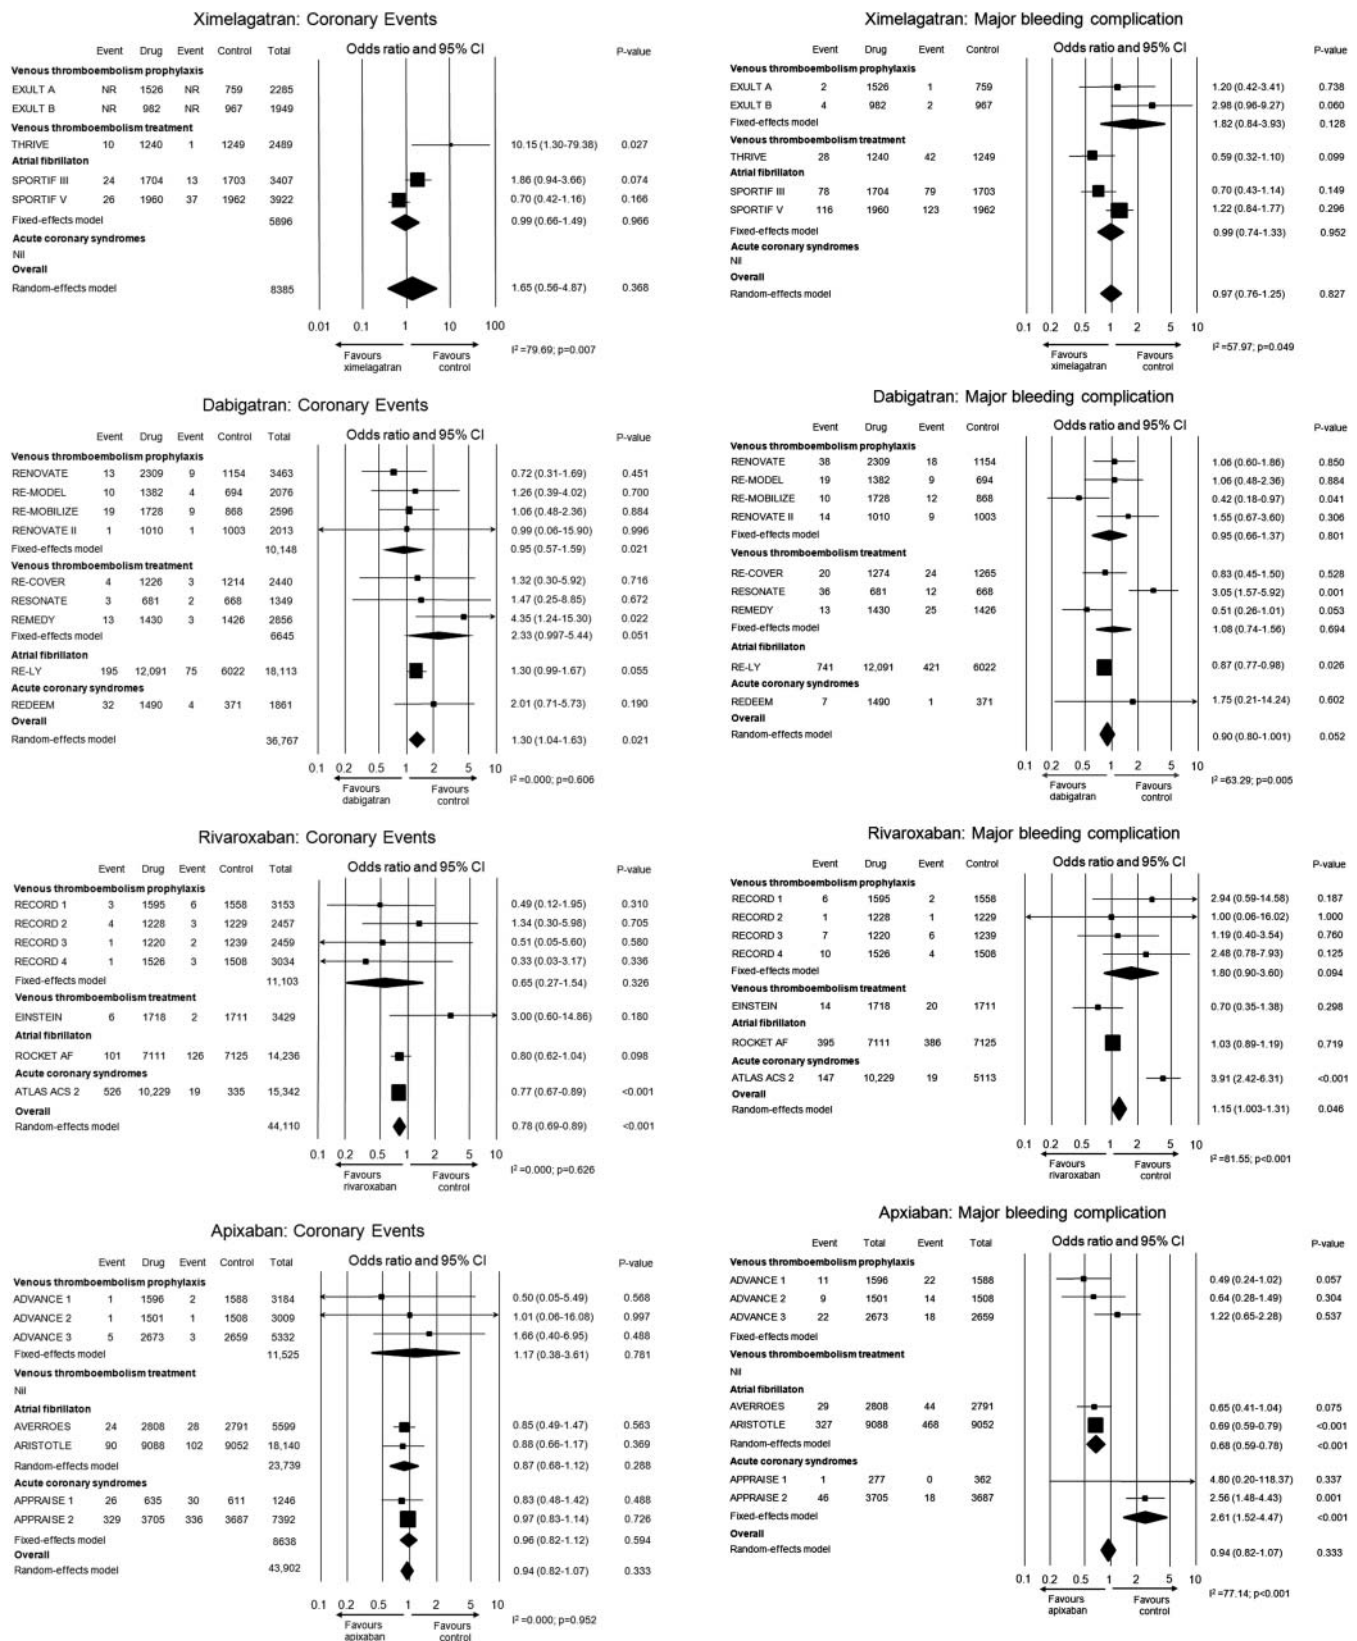 Ximelagatran: Coronary Events
Event Drug Event Control Total Odds ratio and 95% CI P-value
Venous thromboembolism prophylaxis
EXULT A NR 1526 NR 759 2285
EXULT B NR 982 NR 967 1949
Venous thromboembolism treatment
THRIVE 10 1240 1 1249 2489 10.15 (1.30-79.38) 0.027
Atrial fibrillaton
SPORTIF III 24 1704 13 1703 3407 1.86 (0.94-3.66) 0.074
SPORTIF V 26 1960 37 1962 3922 0.70 (0.42-1.16) 0.166
Fixed-effects model 5896 0.99 (0.66-1.49) 0.966
Acute coronary syndromes
Nil
Overall
Random-effects model 8385 1.65 (0.56-4.87) 0.368
0.01 0.1 1 10 100
Favours ximelagatran Favours control
I²=79.69; p=0.007
Ximelagatran: Major bleeding complication
Event Drug Event Control Odds ratio and 95% CI P-value
Venous thromboembolism prophylaxis
EXULT A 2 1526 1 759 1.20 (0.42-3.41) 0.738
EXULT B 4 982 2 967 2.98 (0.96-9.27) 0.060
Fixed-effects model 1.82 (0.84-3.93) 0.128
Venous thromboembolism treatment
THRIVE 28 1240 42 1249 0.59 (0.32-1.10) 0.099
Atrial fibrillaton
SPORTIF III 78 1704 79 1703 0.70 (0.43-1.14) 0.149
SPORTIF V 116 1960 123 1962 1.22 (0.84-1.77) 0.296
Fixed-effects model 0.99 (0.74-1.33) 0.952
Acute coronary syndromes
Nil
Overall
Random-effects model 0.97 (0.76-1.25) 0.827
0.1 0.2 0.5 1 2 5 10
Favours ximelagatran Favours control
I²=57.97; p=0.049
Dabigatran: Coronary Events
Event Drug Event Control Total Odds ratio and 95% CI P-value
Venous thromboembolism prophylaxis
RENOVATE 13 2309 9 1154 3463 0.72 (0.31-1.69) 0.451
RE-MODEL 10 1382 4 694 2076 1.26 (0.39-4.02) 0.700
RE-MOBILIZE 19 1728 9 868 2596 1.06 (0.48-2.36) 0.884
RENOVATE II 1 1010 1 1003 2013 0.99 (0.06-15.90) 0.996
Fixed-effects model 10,148 0.95 (0.57-1.59) 0.021
Venous thromboembolism treatment
RE-COVER 4 1226 3 1214 2440 1.32 (0.30-5.92) 0.716
RESONATE 3 681 2 668 1349 1.47 (0.25-8.85) 0.672
REMEDY 13 1430 3 1426 2856 4.35 (1.24-15.30) 0.022
Fixed-effects model 6645 2.33 (0.997-5.44) 0.051
Atrial fibrillaton
RE-LY 195 12,091 75 6022 18,113 1.30 (0.99-1.67) 0.055
Acute coronary syndromes
REDEEM 32 1490 4 371 1861 2.01 (0.71-5.73) 0.190
Overall
Random-effects model 36,767 1.30 (1.04-1.63) 0.021
0.1 0.2 0.5 1 2 5 10
Favours dabigatran Favours control
I²=0.000; p=0.606
Dabigatran: Major bleeding complication
Event Drug Event Control Odds ratio and 95% CI P-value
Venous thromboembolism prophylaxis
RENOVATE 38 2309 18 1154 1.06 (0.60-1.86) 0.850
RE-MODEL 19 1382 9 694 1.06 (0.48-2.36) 0.884
RE-MOBILIZE 10 1728 12 868 0.42 (0.18-0.97) 0.041
RENOVATE II 14 1010 9 1003 1.55 (0.67-3.60) 0.306
Fixed-effects model 0.95 (0.66-1.37) 0.801
Venous thromboembolism treatment
RE-COVER 20 1274 24 1265 0.83 (0.45-1.50) 0.528
RESONATE 36 681 12 668 3.05 (1.57-5.92) 0.001
REMEDY 13 1430 25 1426 0.51 (0.26-1.01) 0.053
Fixed-effects model 1.08 (0.74-1.56) 0.694
Atrial fibrillaton
RE-LY 741 12,091 421 6022 0.87 (0.77-0.98) 0.026
Acute coronary syndromes
REDEEM 7 1490 1 371 1.75 (0.21-14.24) 0.602
Overall
Random-effects model 0.90 (0.80-1.001) 0.052
0.1 0.2 0.5 1 2 5 10
Favours dabigatran Favours control
I²=63.29; p=0.005
Rivaroxaban: Coronary Events
Event Drug Event Control Total Odds ratio and 95% CI P-value
Venous thromboembolism prophylaxis
RECORD 1 3 1595 6 1558 3153 0.49 (0.12-1.95) 0.310
RECORD 2 4 1228 3 1229 2457 1.34 (0.30-5.98) 0.705
RECORD 3 1 1220 2 1239 2459 0.51 (0.05-5.60) 0.580
RECORD 4 1 1526 3 1508 3034 0.33 (0.03-3.17) 0.336
Fixed-effects model 11,103 0.65 (0.27-1.54) 0.326
Venous thromboembolism treatment
EINSTEIN 6 1718 2 1711 3429 3.00 (0.60-14.86) 0.180
Atrial fibrillaton
ROCKET AF 101 7111 126 7125 14,236 0.80 (0.62-1.04) 0.098
Acute coronary syndromes
ATLAS ACS 2 526 10,229 19 335 15,342 0.77 (0.67-0.89) <0.001
Overall
Random-effects model 44,110 0.78 (0.69-0.89) <0.001
0.1 0.2 0.5 1 2 5 10
Favours rivaroxaban Favours control
I²=0.000; p=0.626
Rivaroxaban: Major bleeding complication
Event Drug Event Control Odds ratio and 95% CI P-value
Venous thromboembolism prophylaxis
RECORD 1 6 1595 2 1558 2.94 (0.59-14.58) 0.187
RECORD 2 1 1228 1 1229 1.00 (0.06-16.02) 1.000
RECORD 3 7 1220 6 1239 1.19 (0.40-3.54) 0.760
RECORD 4 10 1526 4 1508 2.48 (0.78-7.93) 0.125
Fixed-effects model 1.80 (0.90-3.60) 0.094
Venous thromboembolism treatment
EINSTEIN 14 1718 20 1711 0.70 (0.35-1.38) 0.298
Atrial fibrillaton
ROCKET AF 395 7111 386 7125 1.03 (0.89-1.19) 0.719
Acute coronary syndromes
ATLAS ACS 2 147 10,229 19 5113 3.91 (2.42-6.31) <0.001
Overall
Random-effects model 1.15 (1.003-1.31) 0.046
0.1 0.2 0.5 1 2 5 10
Favours rivaroxaban Favours control
I²=81.55; p<0.001
Apixaban: Coronary Events
Event Drug Event Control Total Odds ratio and 95% CI P-value
Venous thromboembolism prophylaxis
ADVANCE 1 1 1596 2 1588 3184 0.50 (0.05-5.49) 0.568
ADVANCE 2 1 1501 1 1508 3009 1.01 (0.06-16.08) 0.997
ADVANCE 3 5 2673 3 2659 5332 1.66 (0.40-6.95) 0.488
Fixed-effects model 11,525 1.17 (0.38-3.61) 0.781
Venous thromboembolism treatment
Nil
Atrial fibrillaton
AVERROES 24 2808 28 2791 5599 0.85 (0.49-1.47) 0.563
ARISTOTLE 90 9088 102 9052 18,140 0.88 (0.66-1.17) 0.369
Random-effects model 23,739 0.87 (0.68-1.12) 0.288
Acute coronary syndromes
APPRAISE 1 26 635 30 611 1246 0.83 (0.48-1.42) 0.488
APPRAISE 2 329 3705 336 3687 7392 0.97 (0.83-1.14) 0.726
Fixed-effects model 8638 0.96 (0.82-1.12) 0.594
Overall
Random-effects model 43,902 0.94 (0.82-1.07) 0.333
0.1 0.2 0.5 1 2 5 10
Favours apixaban Favours control
I²=0.000; p=0.952
Apxiaban: Major bleeding complication
Event Total Event Total Odds ratio and 95% CI P-value
Venous thromboembolism prophylaxis
ADVANCE 1 11 1596 22 1588 0.49 (0.24-1.02) 0.057
ADVANCE 2 9 1501 14 1508 0.64 (0.28-1.49) 0.304
ADVANCE 3 22 2673 18 2659 1.22 (0.65-2.28) 0.537
Fixed-effects model
Venous thromboembolism treatment
Nil
Atrial fibrillaton
AVERROES 29 2808 44 2791 0.65 (0.41-1.04) 0.075
ARISTOTLE 327 9088 468 9052 0.69 (0.59-0.79) <0.001
Random-effects model 0.68 (0.59-0.78) <0.001
Acute coronary syndromes
APPRAISE 1 1 277 0 362 4.80 (0.20-118.37) 0.337
APPRAISE 2 46 3705 18 3687 2.56 (1.48-4.43) 0.001
Fixed-effects model 2.61 (1.52-4.47) <0.001
Overall
Random-effects model 0.94 (0.82-1.07) 0.333
0.1 0.2 0.5 1 2 5 10
Favours apixaban Favours control
I²=77.14; p<0.001